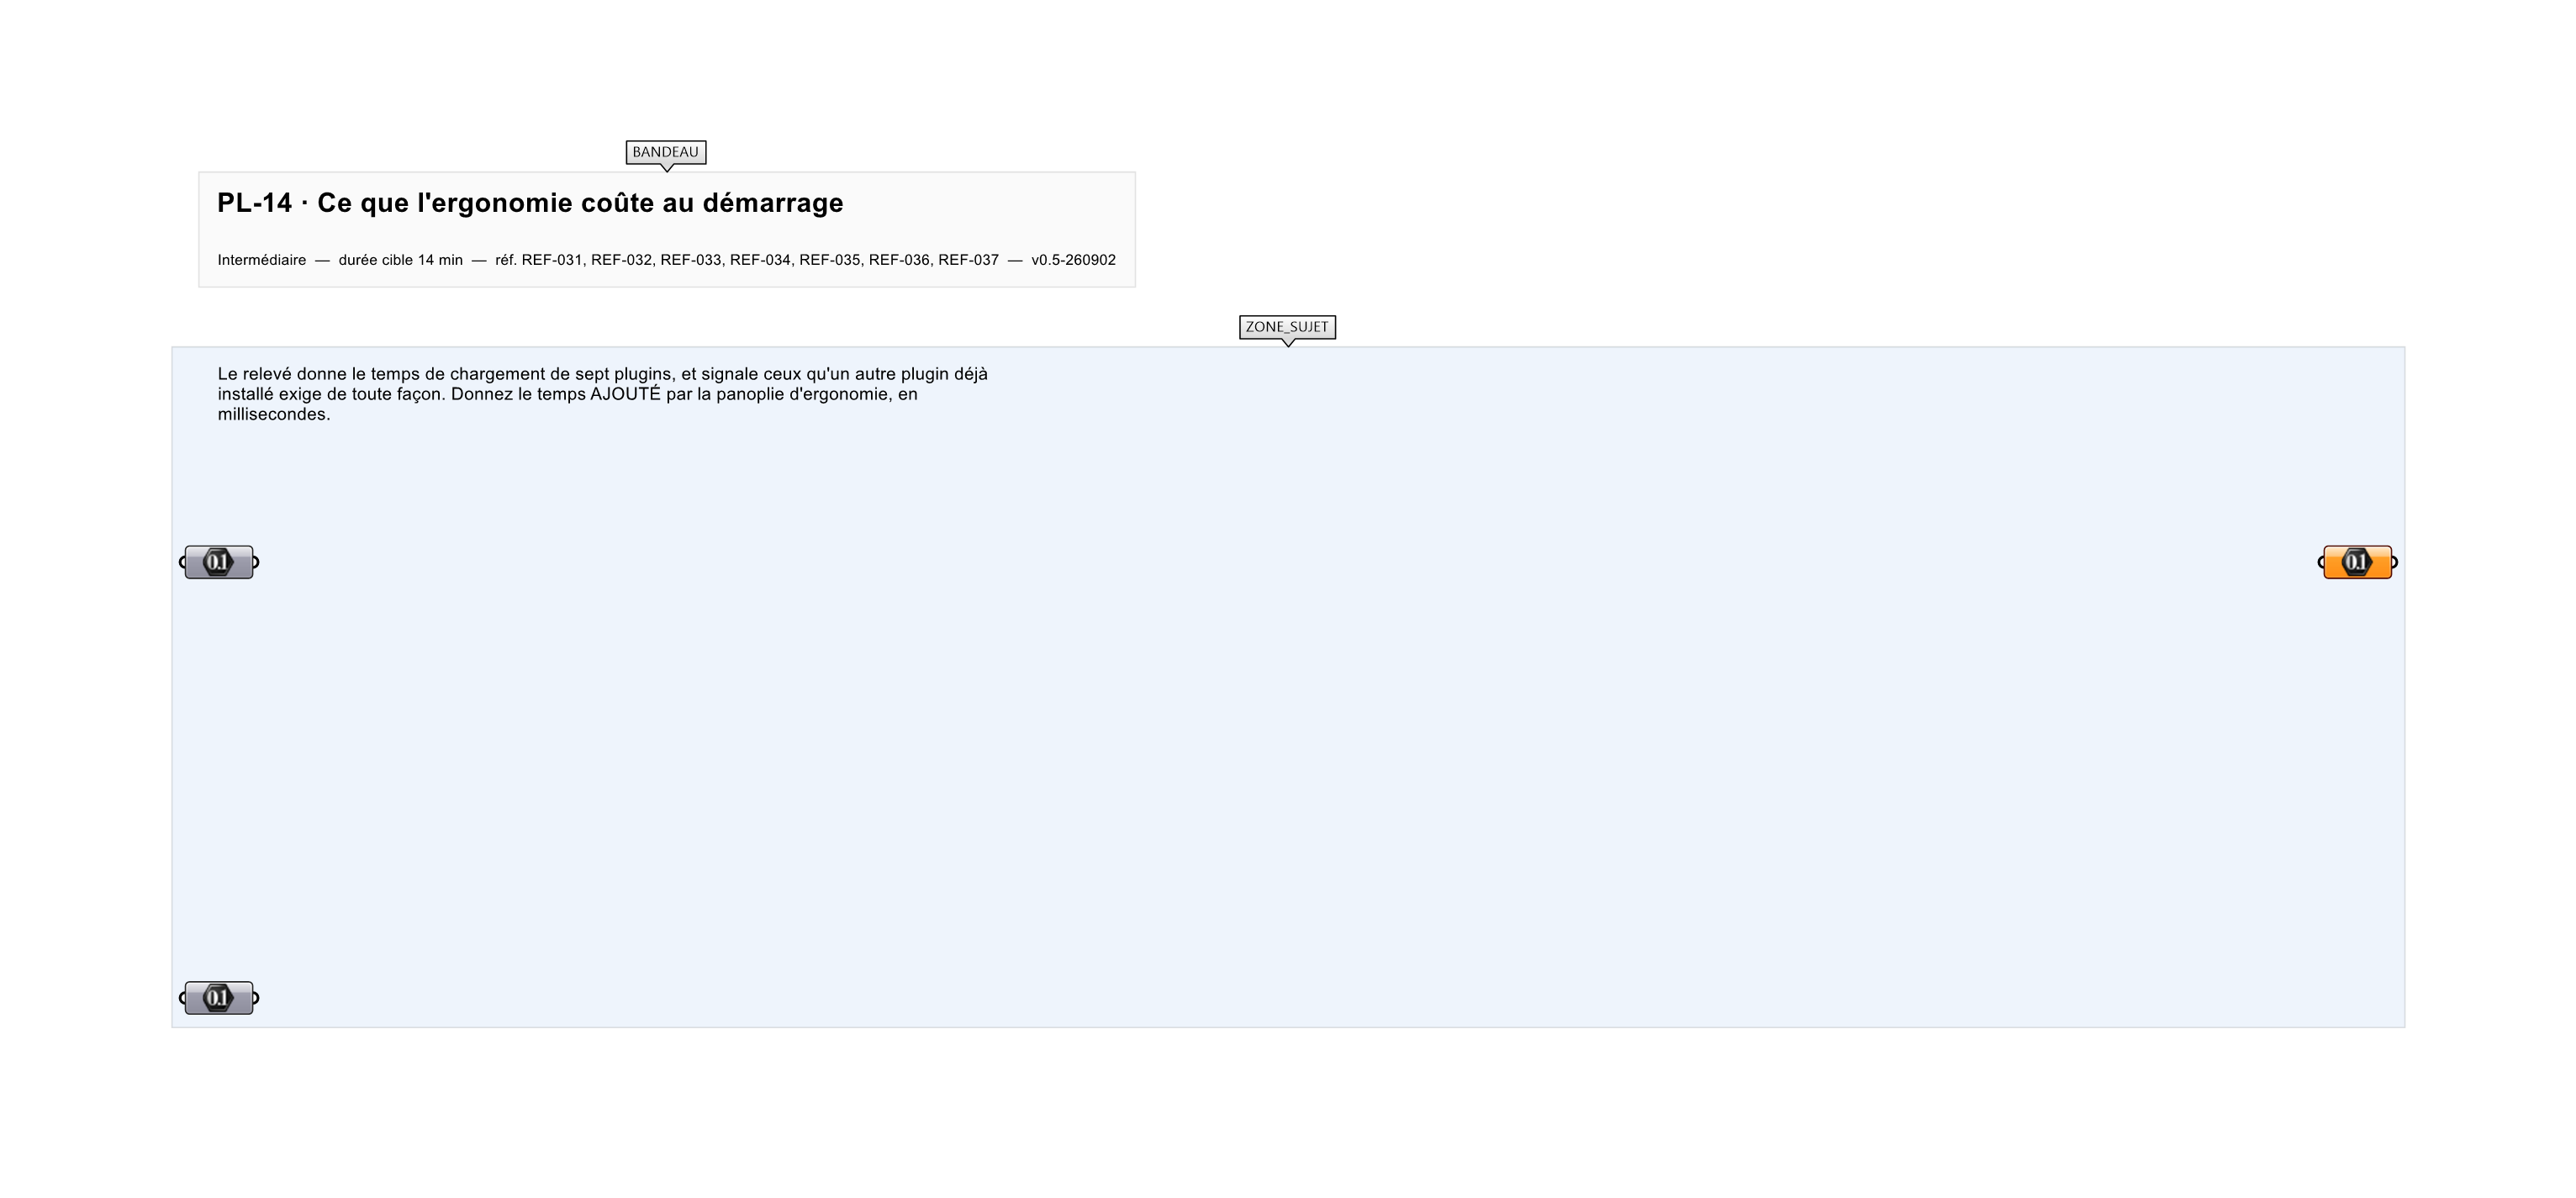 BANDEAU
PL-14 · Ce que l'ergonomie coûte au démarrage
Intermédiaire — durée cible 14 min — réf. REF-031, REF-032, REF-033, REF-034, REF-035, REF-036, REF-037 — v0.5-260902
ZONE_SUJET
Le relevé donne le temps de chargement de sept plugins, et signale ceux qu'un autre plugin déjà
installé exige de toute façon. Donnez le temps AJOUTÉ par la panoplie d'ergonomie, en
millisecondes.
0.1
0.1
0.1